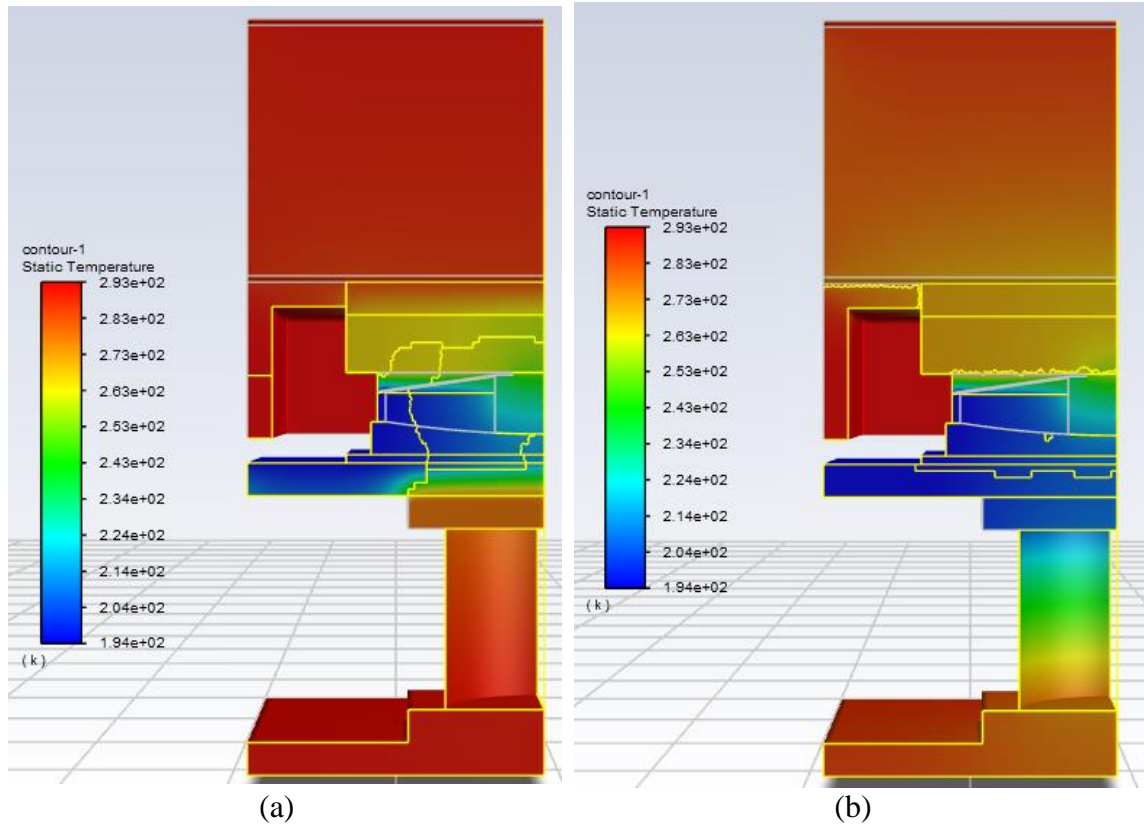 contour-1
Static Temperature
2.93e+02
2.83e+02
2.73e+02
2.63e+02
2.53e+02
2.43e+02
2.34e+02
2.24e+02
2.14e+02
2.04e+02
1.94e+02
( k )
(a)
contour-1
Static Temperature
2.93e+02
2.83e+02
2.73e+02
2.63e+02
2.53e+02
2.43e+02
2.34e+02
2.24e+02
2.14e+02
2.04e+02
1.94e+02
( k )
(b)